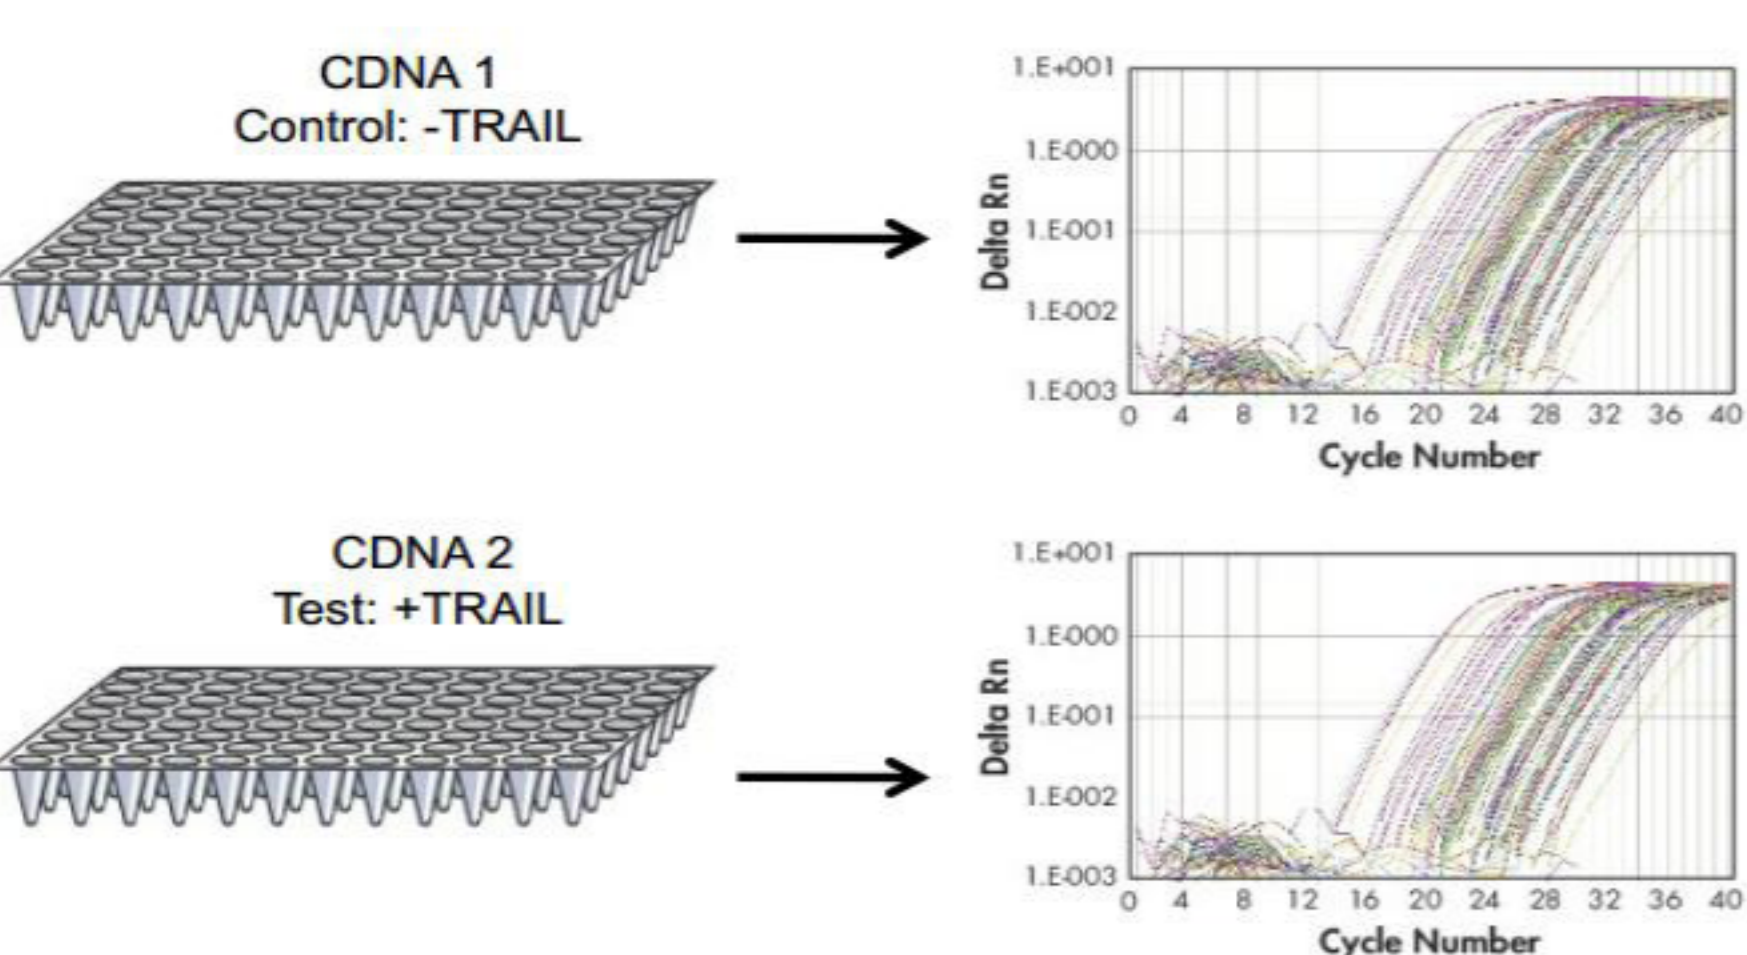 CDNA 1
Control: -TRAIL
1.E+001
1.E-000
1.E-001
1.E-002
1.E-003
Delta Rn
0 4 8 12 16 20 24 28 32 36 40
Cycle Number
CDNA 2
Test: +TRAIL
1.E+001
1.E-000
1.E-001
1.E-002
1.E-003
Delta Rn
0 4 8 12 16 20 24 28 32 36 40
Cycle Number